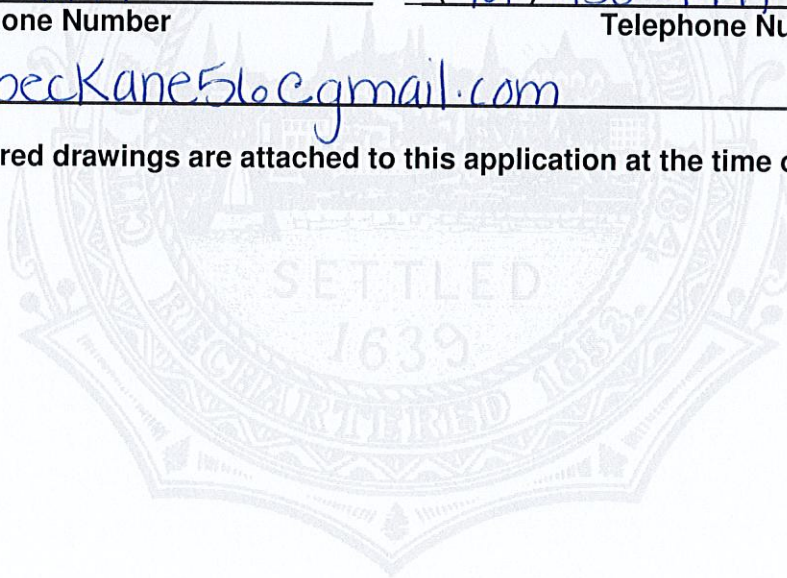 one Number Telephone Nu
beckane56@gmail.com
red drawings are attached to this application at the time
SETTLED
1639
RECHARTERED 1853.